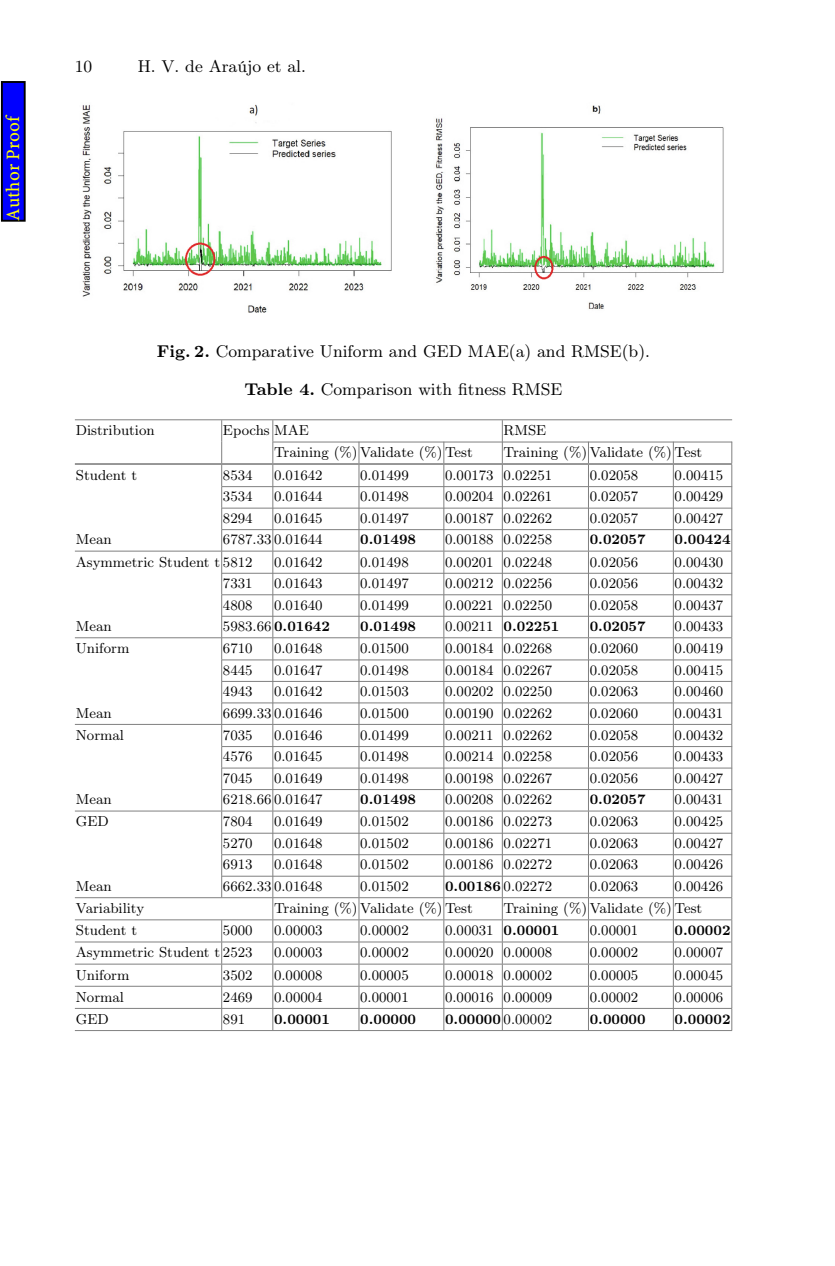 10 H. V. de Araújo et al.
Author Proof
a)
Variation predicted by the Uniform, Fitness MAE
0.04
0.02
0.00
Target Series
Predicted series
2019 2020 2021 2022 2023
Date
b)
Variation predicted by the GED, Fitness RMSE
0.05
0.04
0.03
0.02
0.01
0.00
Target Series
Predicted series
2019 2020 2021 2022 2023
Date
Fig. 2. Comparative Uniform and GED MAE(a) and RMSE(b).
Table 4. Comparison with fitness RMSE
Distribution Epochs MAE RMSE
Training (%) Validate (%) Test Training (%) Validate (%) Test
Student t 8534 0.01642 0.01499 0.00173 0.02251 0.02058 0.00415
3534 0.01644 0.01498 0.00204 0.02261 0.02057 0.00429
8294 0.01645 0.01497 0.00187 0.02262 0.02057 0.00427
Mean 6787.33 0.01644 0.01498 0.00188 0.02258 0.02057 0.00424
Asymmetric Student t 5812 0.01642 0.01498 0.00201 0.02248 0.02056 0.00430
7331 0.01643 0.01497 0.00212 0.02256 0.02056 0.00432
4808 0.01640 0.01499 0.00221 0.02250 0.02058 0.00437
Mean 5983.66 0.01642 0.01498 0.00211 0.02251 0.02057 0.00433
Uniform 6710 0.01648 0.01500 0.00184 0.02268 0.02060 0.00419
8445 0.01647 0.01498 0.00184 0.02267 0.02058 0.00415
4943 0.01642 0.01503 0.00202 0.02250 0.02063 0.00460
Mean 6699.33 0.01646 0.01500 0.00190 0.02262 0.02060 0.00431
Normal 7035 0.01646 0.01499 0.00211 0.02262 0.02058 0.00432
4576 0.01645 0.01498 0.00214 0.02258 0.02056 0.00433
7045 0.01649 0.01498 0.00198 0.02267 0.02056 0.00427
Mean 6218.66 0.01647 0.01498 0.00208 0.02262 0.02057 0.00431
GED 7804 0.01649 0.01502 0.00186 0.02273 0.02063 0.00425
5270 0.01648 0.01502 0.00186 0.02271 0.02063 0.00427
6913 0.01648 0.01502 0.00186 0.02272 0.02063 0.00426
Mean 6662.33 0.01648 0.01502 0.00186 0.02272 0.02063 0.00426
Variability Training (%) Validate (%) Test Training (%) Validate (%) Test
Student t 5000 0.00003 0.00002 0.00031 0.00001 0.00001 0.00002
Asymmetric Student t 2523 0.00003 0.00002 0.00020 0.00008 0.00002 0.00007
Uniform 3502 0.00008 0.00005 0.00018 0.00002 0.00005 0.00045
Normal 2469 0.00004 0.00001 0.00016 0.00009 0.00002 0.00006
GED 891 0.00001 0.00000 0.00000 0.00002 0.00000 0.00002